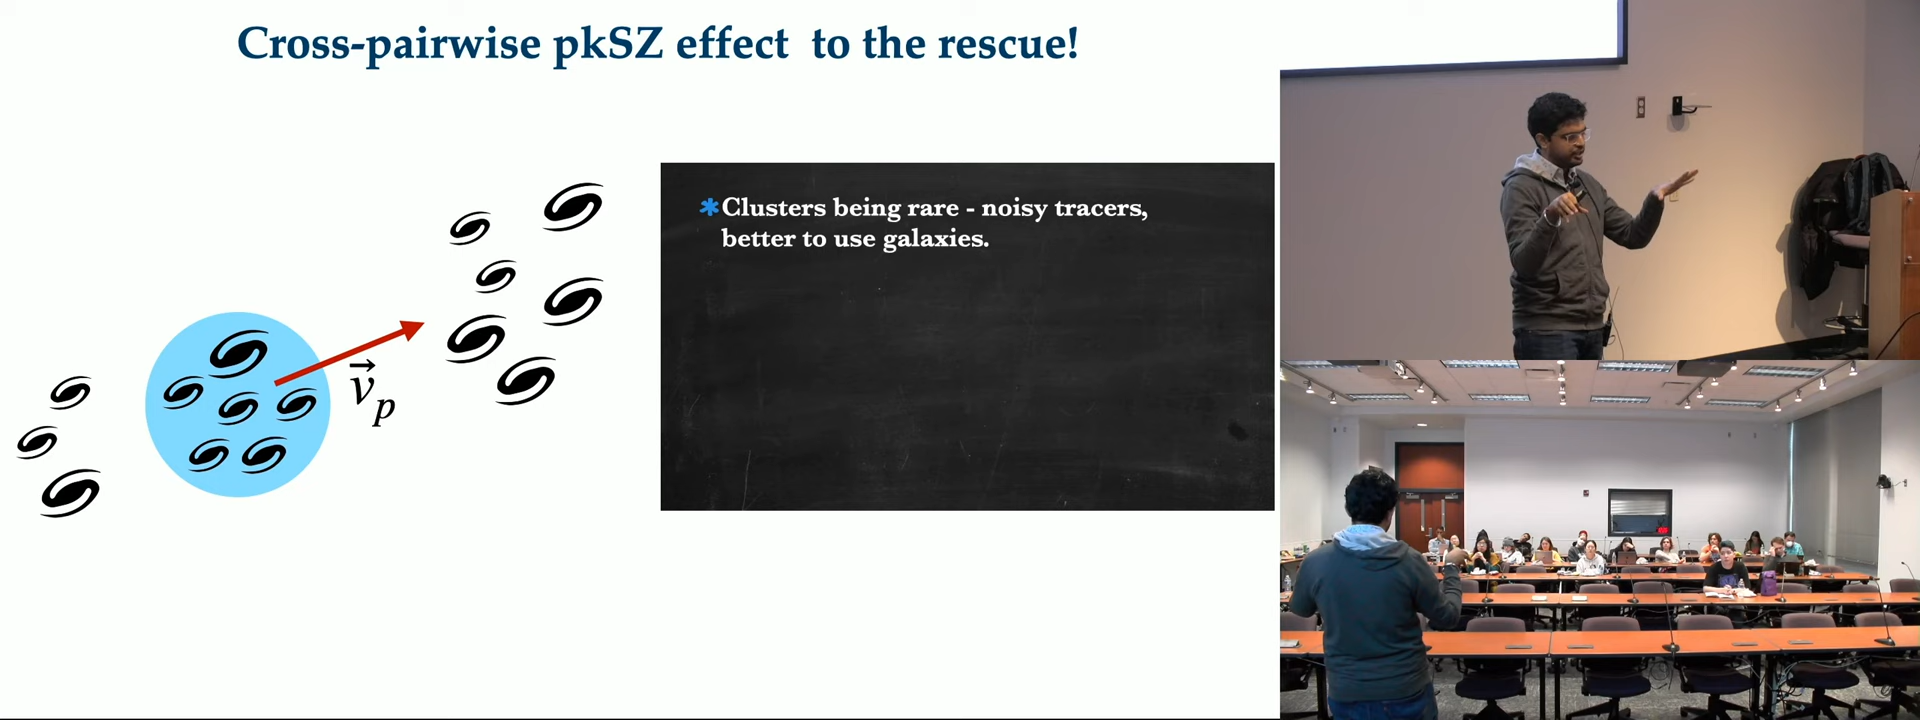 Cross-pairwise pkSZ effect to the rescue!
*Clusters being rare - noisy tracers,
better to use galaxies.
v⃗p